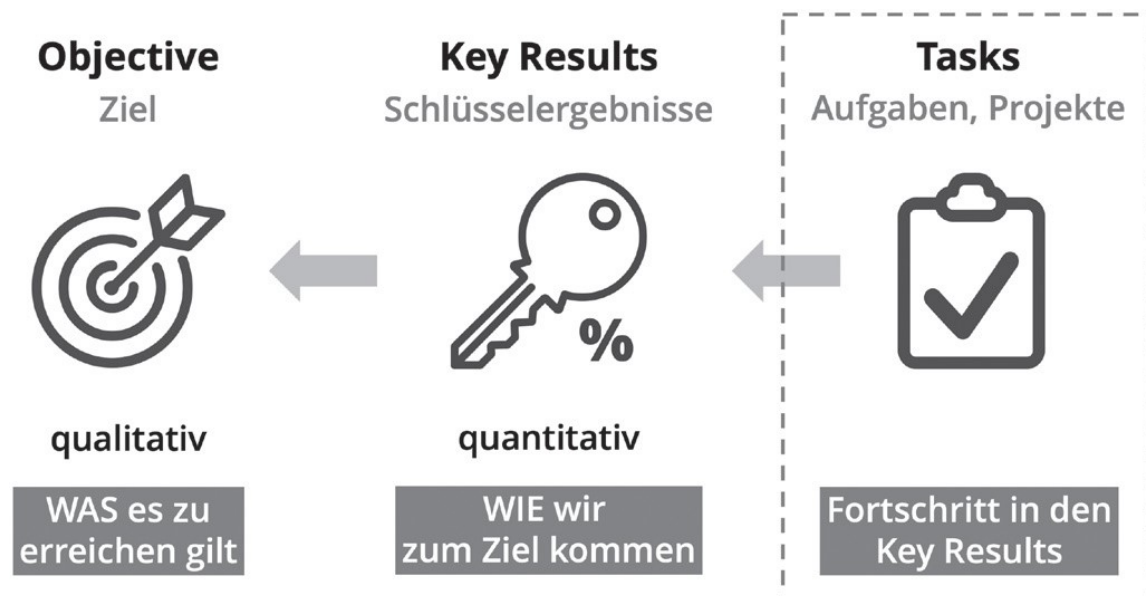 Objective
Ziel
qualitativ
WAS es zu
erreichen gilt
Key Results
Schlüsselergebnisse
%
quantitativ
WIE wir
zum Ziel kommen
Tasks
Aufgaben, Projekte
Fortschritt in den
Key Results